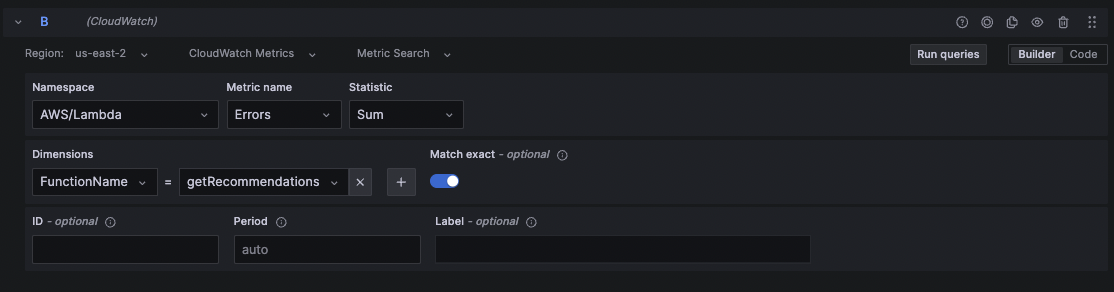 B (CloudWatch)
Region: us-east-2 CloudWatch Metrics Metric Search Run queries Builder Code
Namespace Metric name Statistic
AWS/Lambda Errors Sum
Dimensions Match exact - optional
FunctionName = getRecommendations
ID - optional Period Label - optional
auto